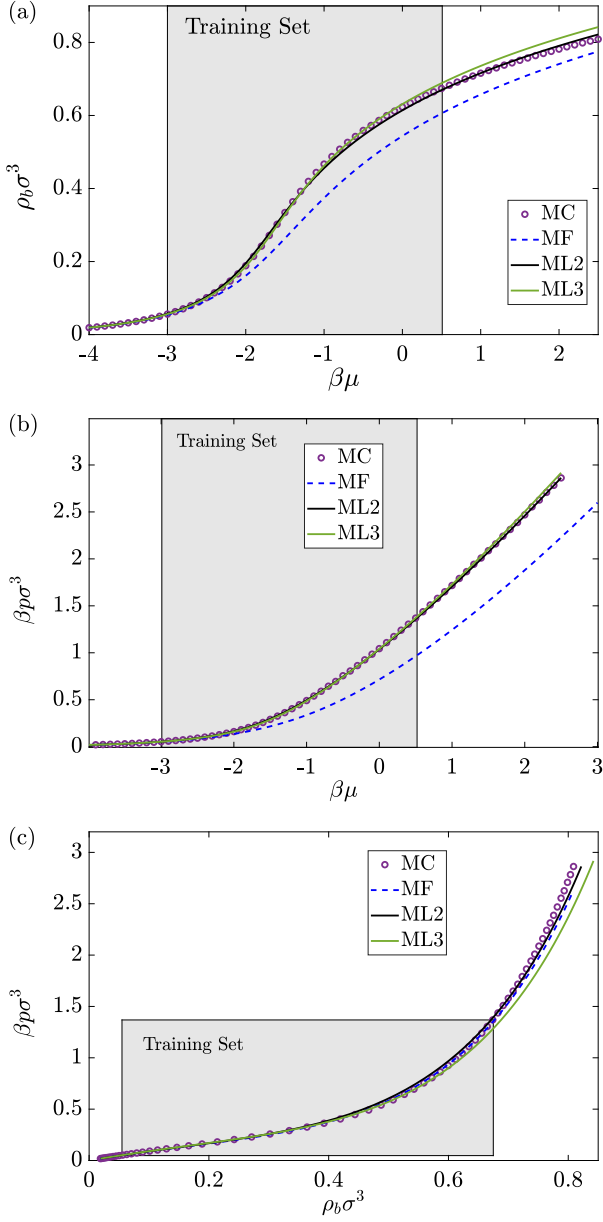 (a)
Training Set
0.8
0.6
0.4
0.2
0
ρ_bσ³
MC
MF
ML2
ML3
-4 -3 -2 -1 0 1 2
βμ
(b)
Training Set
3
2.5
2
1.5
1
0.5
0
βpσ³
MC
MF
ML2
ML3
-3 -2 -1 0 1 2 3
βμ
(c)
3
2.5
2
1.5
1
0.5
0
βpσ³
MC
MF
ML2
ML3
Training Set
0 0.2 0.4 0.6 0.8
ρ_bσ³